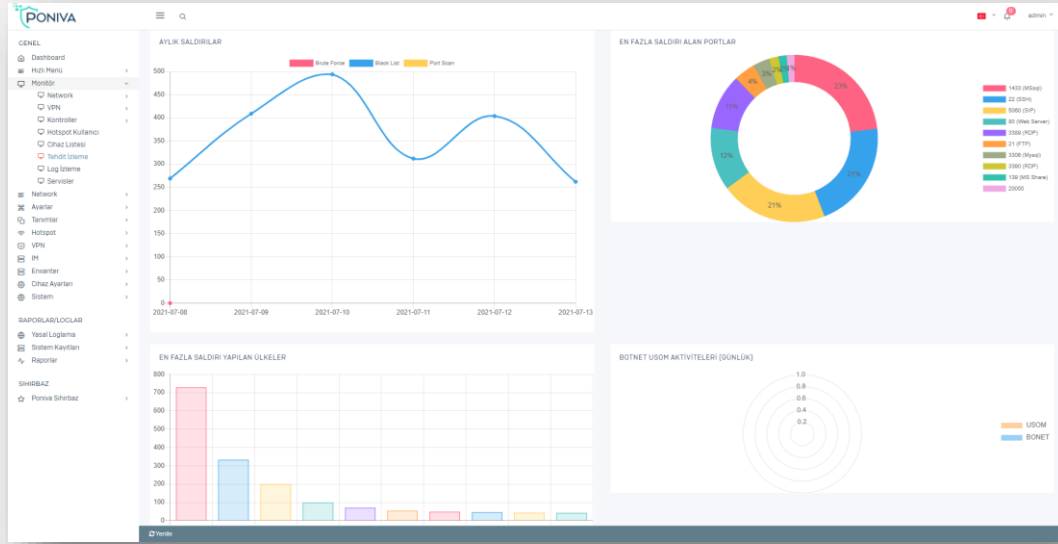 PONIVA
9
admin
GENEL
Dashboard
Hızlı Menü
Monitör
Network
VPN
Kontroller
Hotspot Kullanıcı
Cihaz Listesi
Tehdit İzleme
Log İzleme
Servisler
Network
Ayarlar
Tanımlar
Hotspot
VPN
IM
Envanter
Cihaz Ayarları
Sistem
RAPORLAR/LOGLAR
Yasal Loglama
Sistem Kayıtları
Raporlar
SIHIRBAZ
Poniva Sihirbaz
AYLIK SALDIRILAR
Brute Force Black List Port Scan
500
450
400
350
300
250
200
150
100
50
0
2021-07-08 2021-07-09 2021-07-10 2021-07-11 2021-07-12 2021-07-13
EN FAZLA SALDIRI ALAN PORTLAR
23%
21%
21%
12%
11%
4%
3%
2%
1433 (MSsql)
22 (SSH)
5060 (SIP)
80 (Web Server)
3389 (RDP)
21 (FTP)
3306 (Mysql)
3390 (RDP)
139 (MS Share)
20000
EN FAZLA SALDIRI YAPILAN ÜLKELER
800
700
600
500
400
300
200
100
0
BOTNET USOM AKTİVİTELERİ (GÜNLÜK)
1.0
0.8
0.6
0.4
0.2
USOM
BONET
Yenile